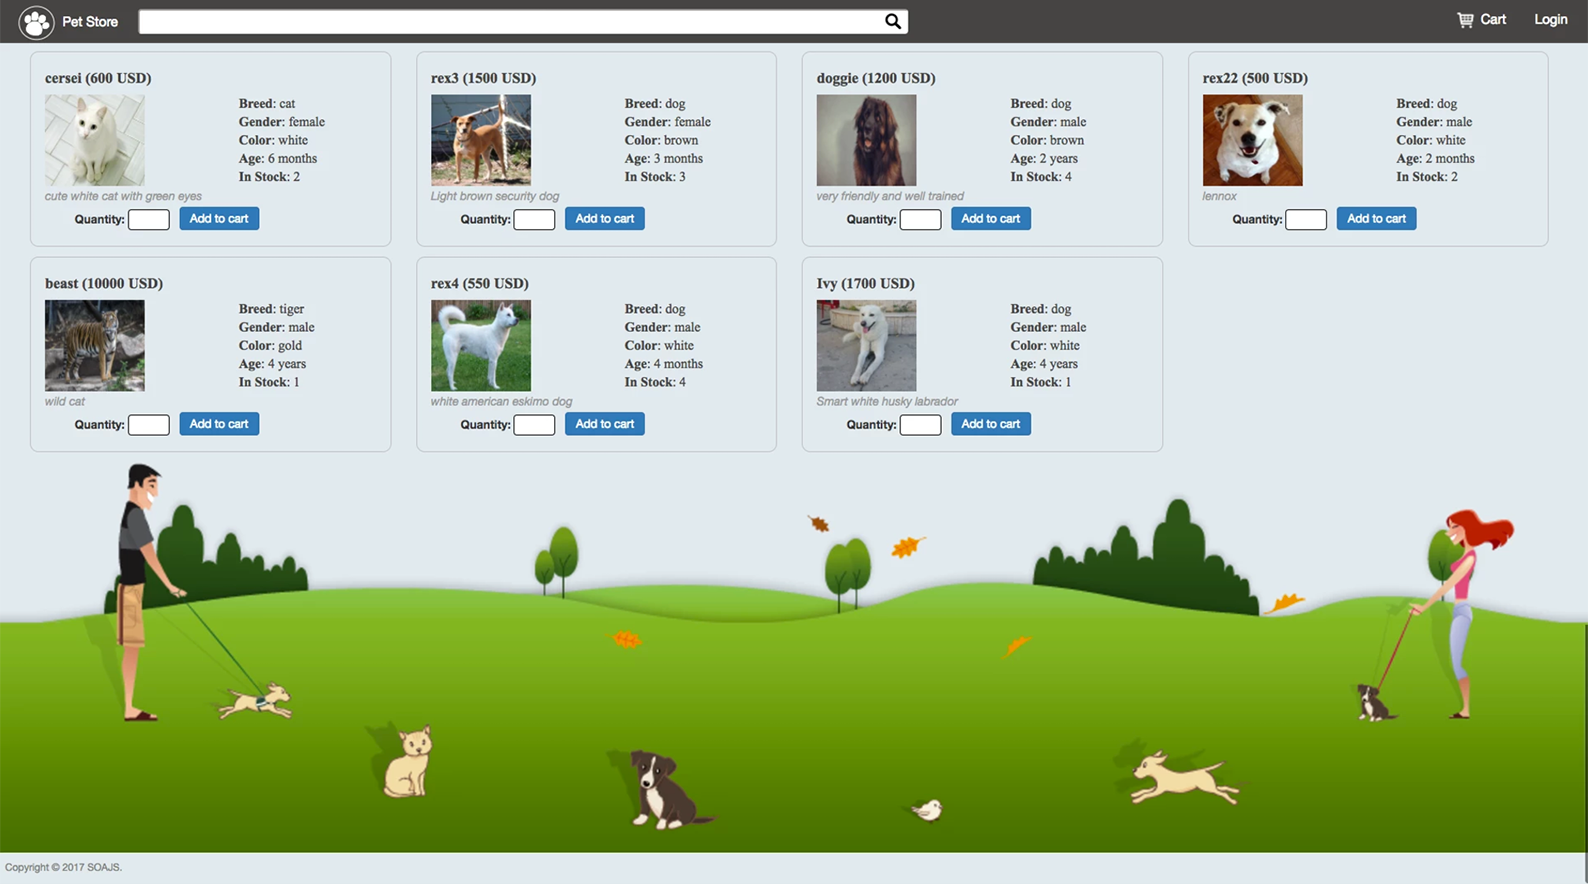 Pet Store
Cart
Login
cersei (600 USD)
Breed: cat
Gender: female
Color: white
Age: 6 months
In Stock: 2
cute white cat with green eyes
Quantity:
Add to cart
rex3 (1500 USD)
Breed: dog
Gender: female
Color: brown
Age: 3 months
In Stock: 3
Light brown security dog
Quantity:
Add to cart
doggie (1200 USD)
Breed: dog
Gender: male
Color: brown
Age: 2 years
In Stock: 4
very friendly and well trained
Quantity:
Add to cart
rex22 (500 USD)
Breed: dog
Gender: male
Color: white
Age: 2 months
In Stock: 2
lennox
Quantity:
Add to cart
beast (10000 USD)
Breed: tiger
Gender: male
Color: gold
Age: 4 years
In Stock: 1
wild cat
Quantity:
Add to cart
rex4 (550 USD)
Breed: dog
Gender: male
Color: white
Age: 4 months
In Stock: 4
white american eskimo dog
Quantity:
Add to cart
Ivy (1700 USD)
Breed: dog
Gender: male
Color: white
Age: 4 years
In Stock: 1
Smart white husky labrador
Quantity:
Add to cart
Copyright © 2017 SOAJS.